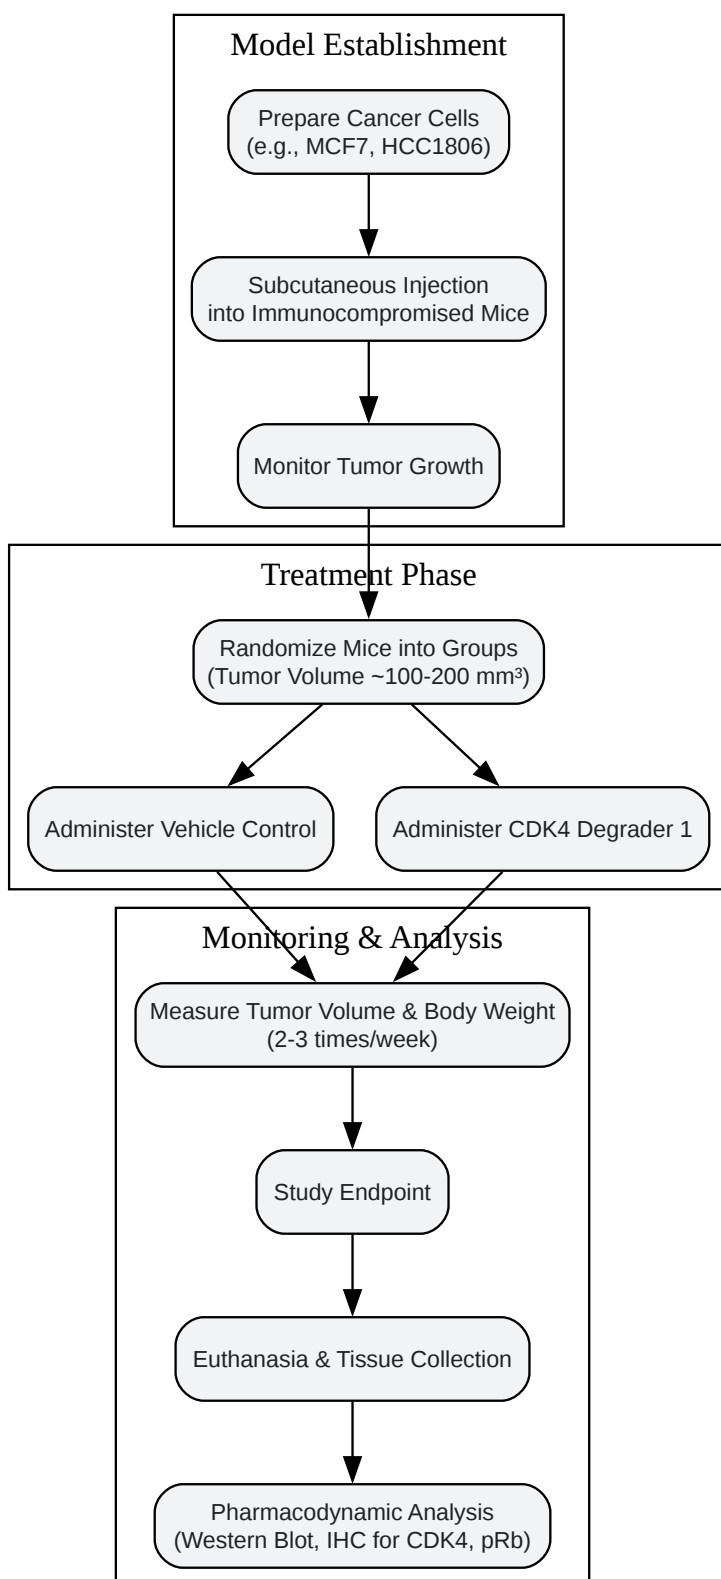 Model Establishment
Prepare Cancer Cells
(e.g., MCF7, HCC1806)
Subcutaneous Injection
into Immunocompromised Mice
Monitor Tumor Growth
Treatment Phase
Randomize Mice into Groups
(Tumor Volume ~100-200 mm³)
Administer Vehicle Control
Administer CDK4 Degrader 1
Monitoring & Analysis
Measure Tumor Volume & Body Weight
(2-3 times/week)
Study Endpoint
Euthanasia & Tissue Collection
Pharmacodynamic Analysis
(Western Blot, IHC for CDK4, pRb)